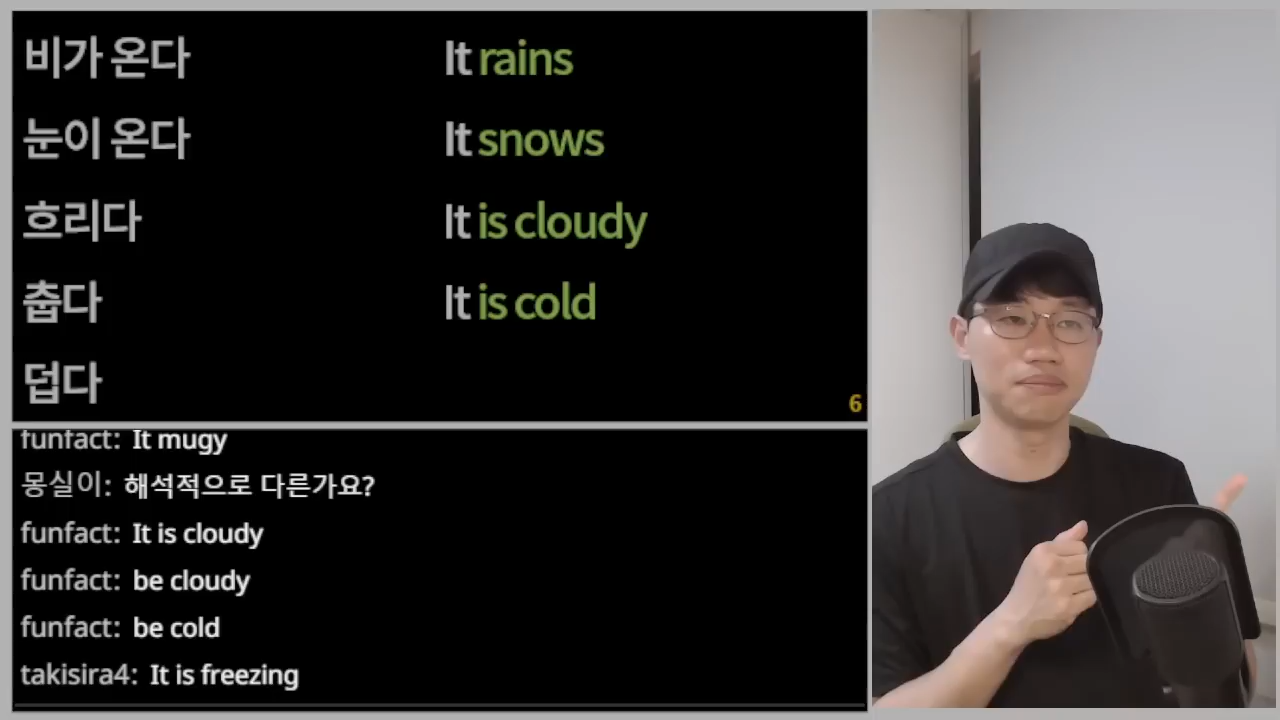 비가 온다 It rains
눈이 온다 It snows
흐리다 It is cloudy
춥다 It is cold
덥다
6
funfact: It mugy
몽실이: 해석적으로 다른가요?
funfact: It is cloudy
funfact: be cloudy
funfact: be cold
takisira4: It is freezing